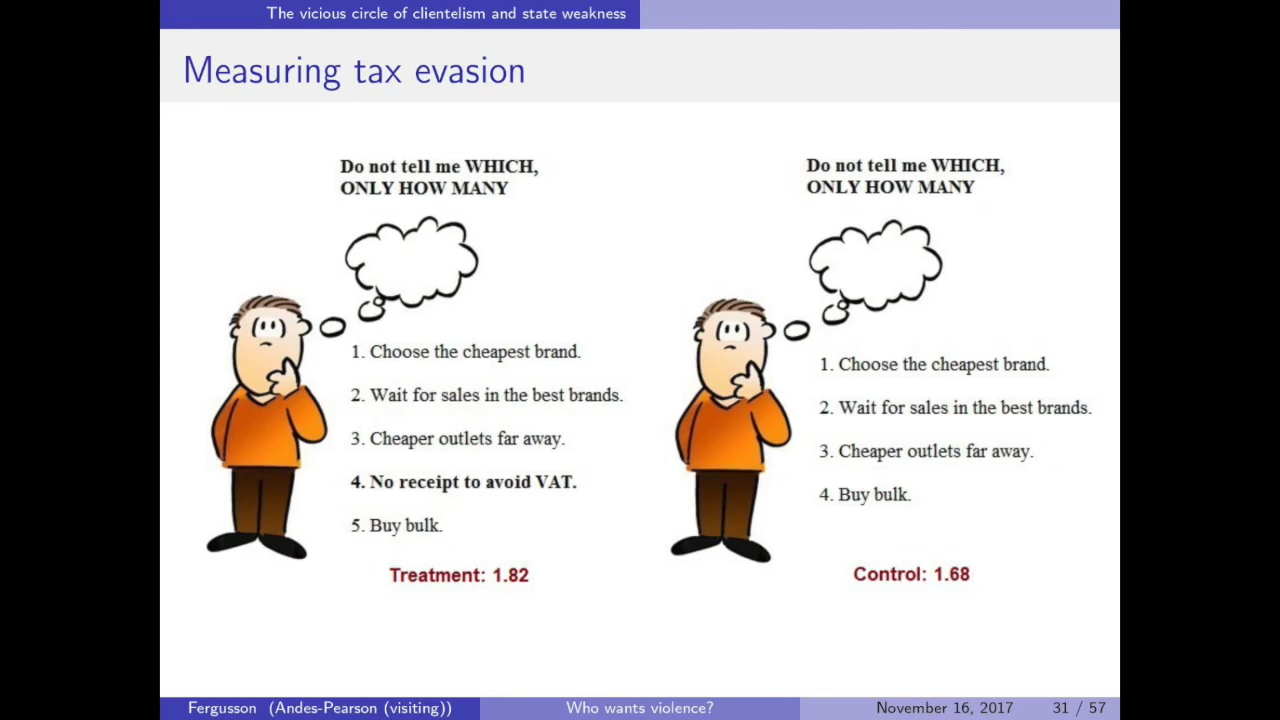 The vicious circle of clientelism and state weakness
Measuring tax evasion
Do not tell me WHICH,
ONLY HOW MANY
1. Choose the cheapest brand.
2. Wait for sales in the best brands.
3. Cheaper outlets far away.
4. No receipt to avoid VAT.
5. Buy bulk.
Treatment: 1.82
Do not tell me WHICH,
ONLY HOW MANY
1. Choose the cheapest brand.
2. Wait for sales in the best brands.
3. Cheaper outlets far away.
4. Buy bulk.
Control: 1.68
Fergusson (Andes-Pearson (visiting))
Who wants violence?
November 16, 2017
31 / 57